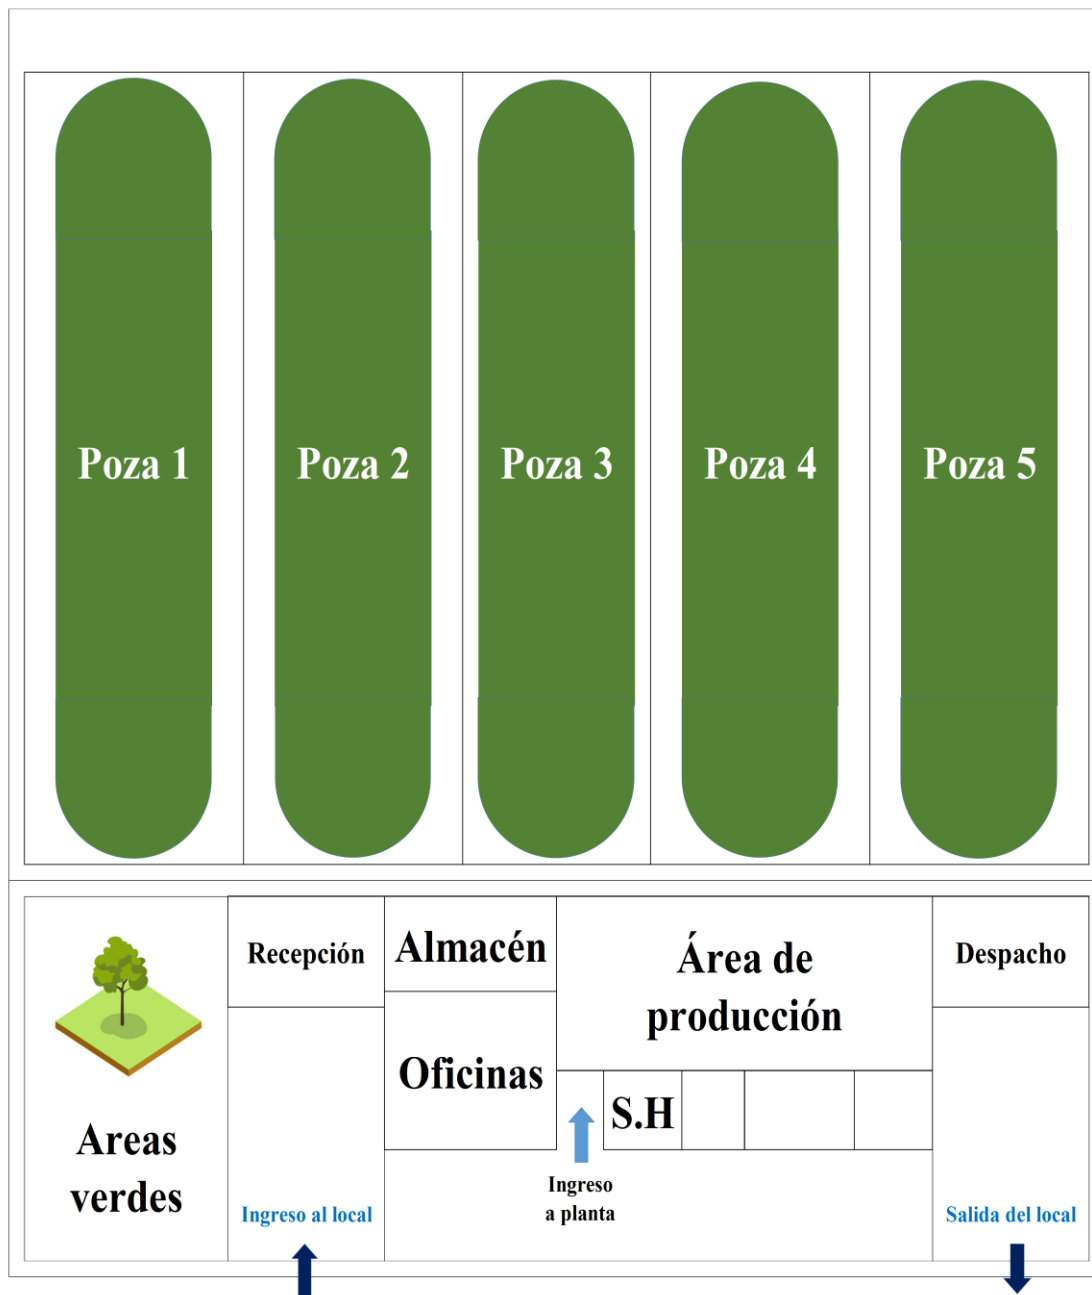 Poza 1
Poza 2
Poza 3
Poza 4
Poza 5
Recepción
Almacén
Área de
producción
Despacho
Oficinas
S.H
Areas
verdes
Ingreso
a planta
Ingreso al local
Salida del local